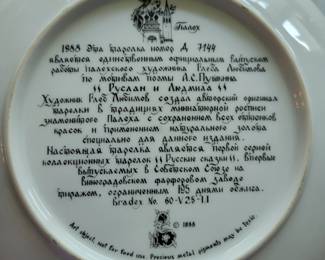 Палех
1988 Эта тарелка номер Д 7144
является единственным официальным выпуском
работы палехского художника Глеба Любимова
по мотивам поэмы А.С.Пушкина
"Руслан и Людмила"
Художник Глеб Любимов создал авторский оригинал
тарелки в традициях миниатюрной росписи
знаменитого Палеха с сохранением всех оттенков
красок и применением натурального золота
специально для данного издания.
Настоящая тарелка является первой серией
коллекционных тарелок "Русские сказки", впервые
выпускаемых в Советском Союзе на
Виноградовском фарфоровом заводе
тиражом, ограниченным 195 днями обжига.
Bradex No. 60-V25-1.1
© 1988
Art object, not for food use. Precious metal pigments may be toxic.